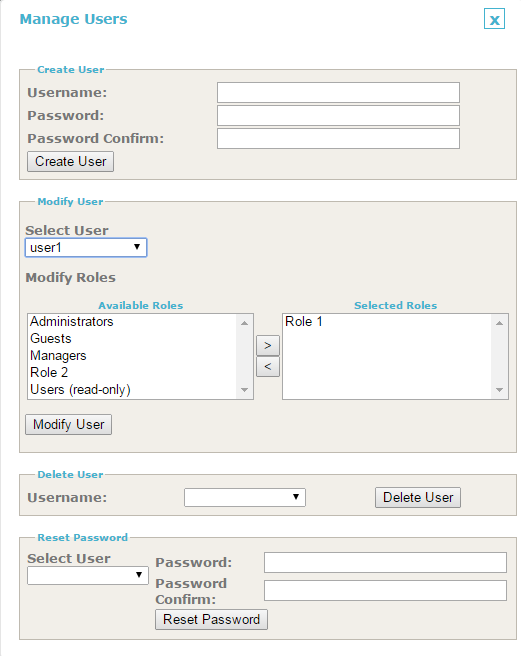 Manage Users x
Create User
Username:
Password:
Password Confirm:
Create User
Modify User
Select User
user1
Modify Roles
Available Roles Selected Roles
Administrators Role 1
Guests
Managers
Role 2
Users (read-only)
>
<
Modify User
Delete User
Username: Delete User
Reset Password
Select User Password:
Password
Confirm:
Reset Password